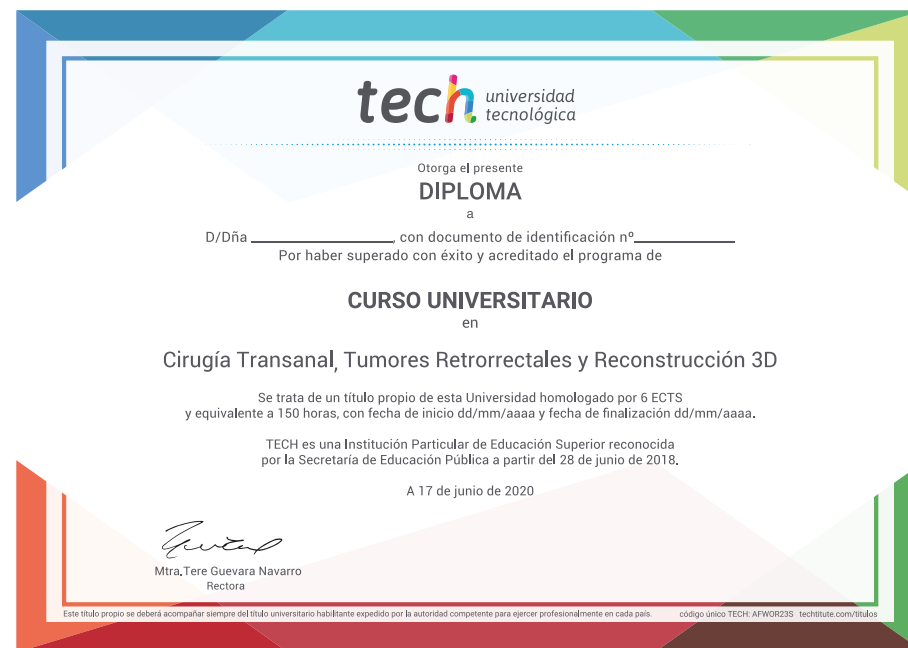 tech universidad
tecnológica
Otorga el presente
DIPLOMA
a
D/Dña ____________________, con documento de identificación nº______________
Por haber superado con éxito y acreditado el programa de
CURSO UNIVERSITARIO
en
Cirugía Transanal, Tumores Retrorrectales y Reconstrucción 3D
Se trata de un título propio de esta Universidad homologado por 6 ECTS
y equivalente a 150 horas, con fecha de inicio dd/mm/aaaa y fecha de finalización dd/mm/aaaa.
TECH es una Institución Particular de Educación Superior reconocida
por la Secretaría de Educación Pública a partir del 28 de junio de 2018.
A 17 de junio de 2020
Mtra.Tere Guevara Navarro
Rectora
Este título propio se deberá acompañar siempre del título universitario habilitante expedido por la autoridad competente para ejercer profesionalmente en cada país. código único TECH: AFWOR23S techtitute.com/títulos